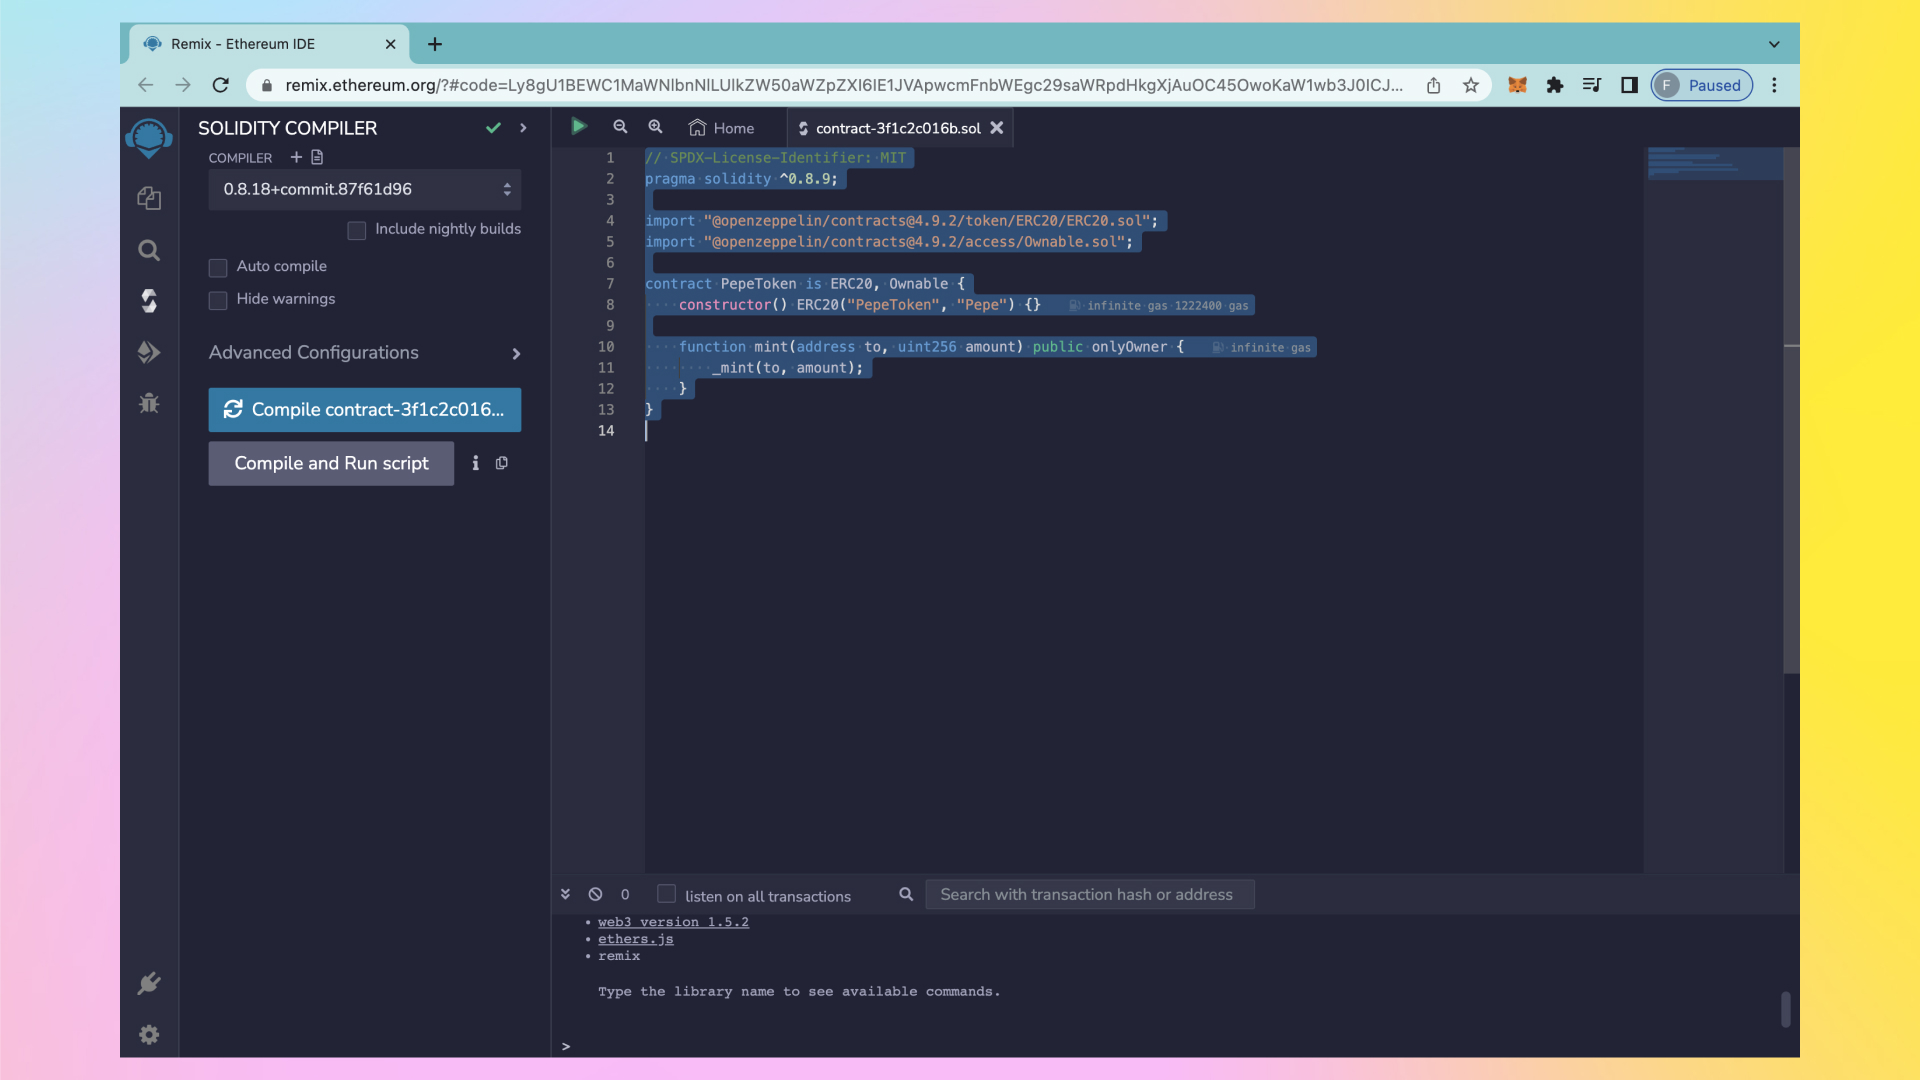 Remix - Ethereum IDE
remix.ethereum.org/?#code=Ly8gU1BEWC1MaWNlbnNlLUlkZW50aWZpZXI6IE1JVApwcmFnbWEgc29saWRpdHkgXjAuOC45OwoKaW1wb3J0ICJ...
F Paused
SOLIDITY COMPILER
COMPILER
0.8.18+commit.87f61d96
Include nightly builds
Auto compile
Hide warnings
Advanced Configurations
Compile contract-3f1c2c016...
Compile and Run script
Home
contract-3f1c2c016b.sol
1 // SPDX-License-Identifier: MIT
2 pragma solidity ^0.8.9;
3
4 import "@openzeppelin/contracts@4.9.2/token/ERC20/ERC20.sol";
5 import "@openzeppelin/contracts@4.9.2/access/Ownable.sol";
6
7 contract PepeToken is ERC20, Ownable {
8 constructor() ERC20("PepeToken", "Pepe") {} infinite gas 1222400 gas
9
10 function mint(address to, uint256 amount) public onlyOwner { infinite gas
11 _mint(to, amount);
12 }
13 }
14
0
listen on all transactions
Search with transaction hash or address
• web3 version 1.5.2
• ethers.js
• remix
Type the library name to see available commands.
>